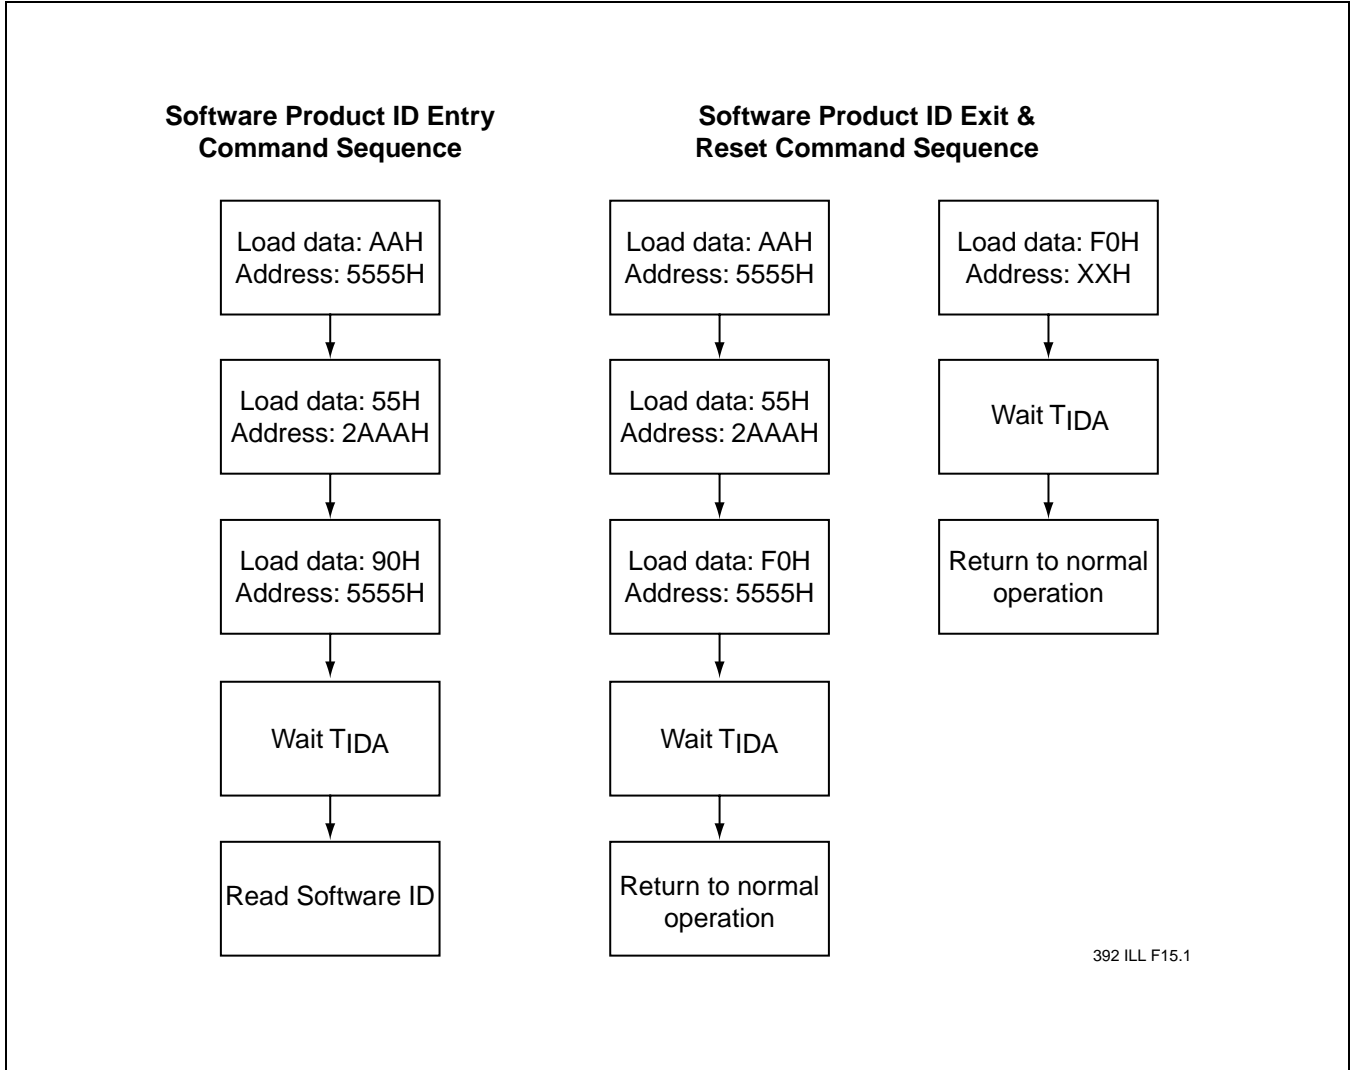 Software Product ID Entry
Command Sequence
Load data: AAH
Address: 5555H
Load data: 55H
Address: 2AAAH
Load data: 90H
Address: 5555H
Wait TIDA
Read Software ID
Software Product ID Exit &
Reset Command Sequence
Load data: AAH
Address: 5555H
Load data: 55H
Address: 2AAAH
Load data: F0H
Address: 5555H
Wait TIDA
Return to normal
operation
Load data: F0H
Address: XXH
Wait TIDA
Return to normal
operation
392 ILL F15.1